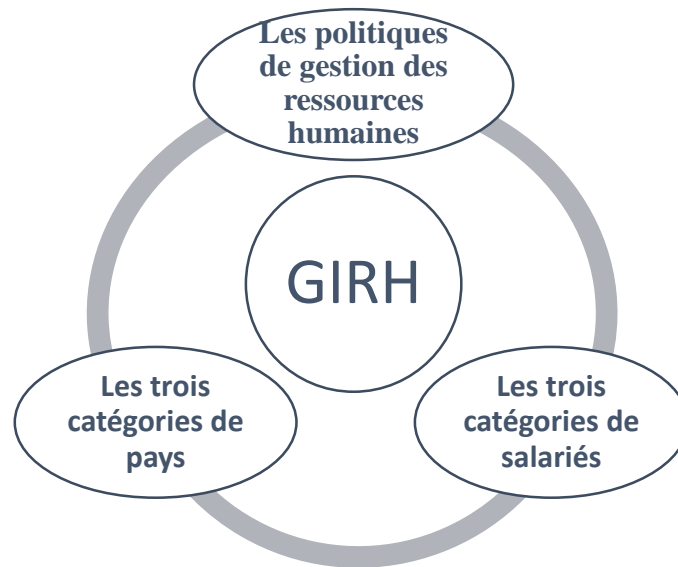 Les politiques
de gestion des
ressources
humaines
GIRH
Les trois
catégories de
pays
Les trois
catégories de
salariés